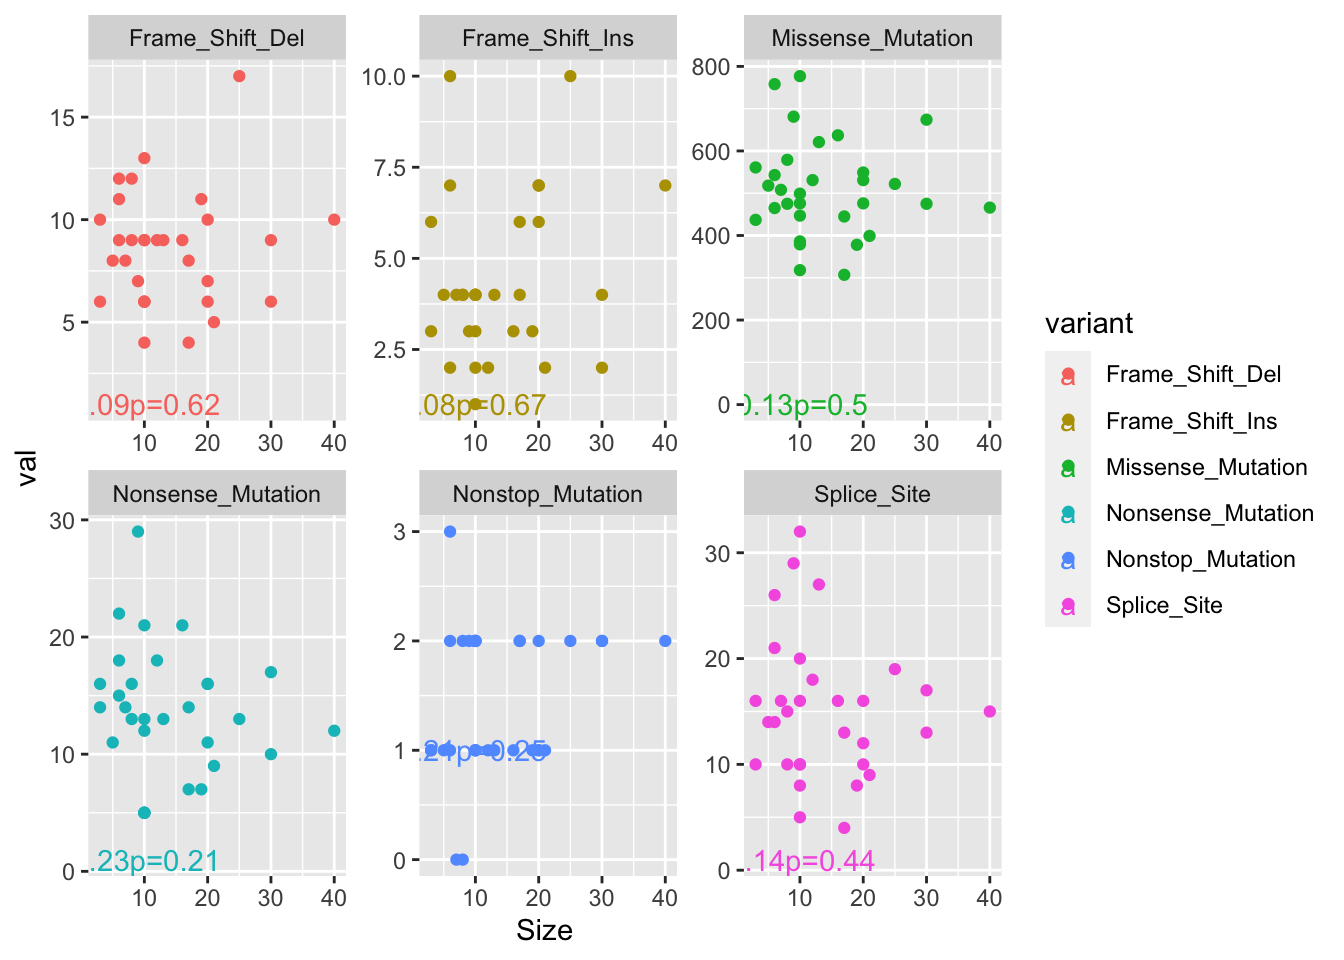 Frame_Shift_Del
Frame_Shift_Ins
Missense_Mutation
15
10
5
.09p=0.62
10 20 30 40
10.0
7.5
5.0
2.5
.08p=0.67
10 20 30 40
800
600
400
200
0
0.13p=0.5
10 20 30 40
val
Nonsense_Mutation
Nonstop_Mutation
Splice_Site
30
20
10
0
.23p=0.21
10 20 30 40
3
2
1
0
.24p=0.25
10 20 30 40
30
20
10
0
.14p=0.44
10 20 30 40
Size
variant
a Frame_Shift_Del
a Frame_Shift_Ins
a Missense_Mutation
a Nonsense_Mutation
a Nonstop_Mutation
a Splice_Site